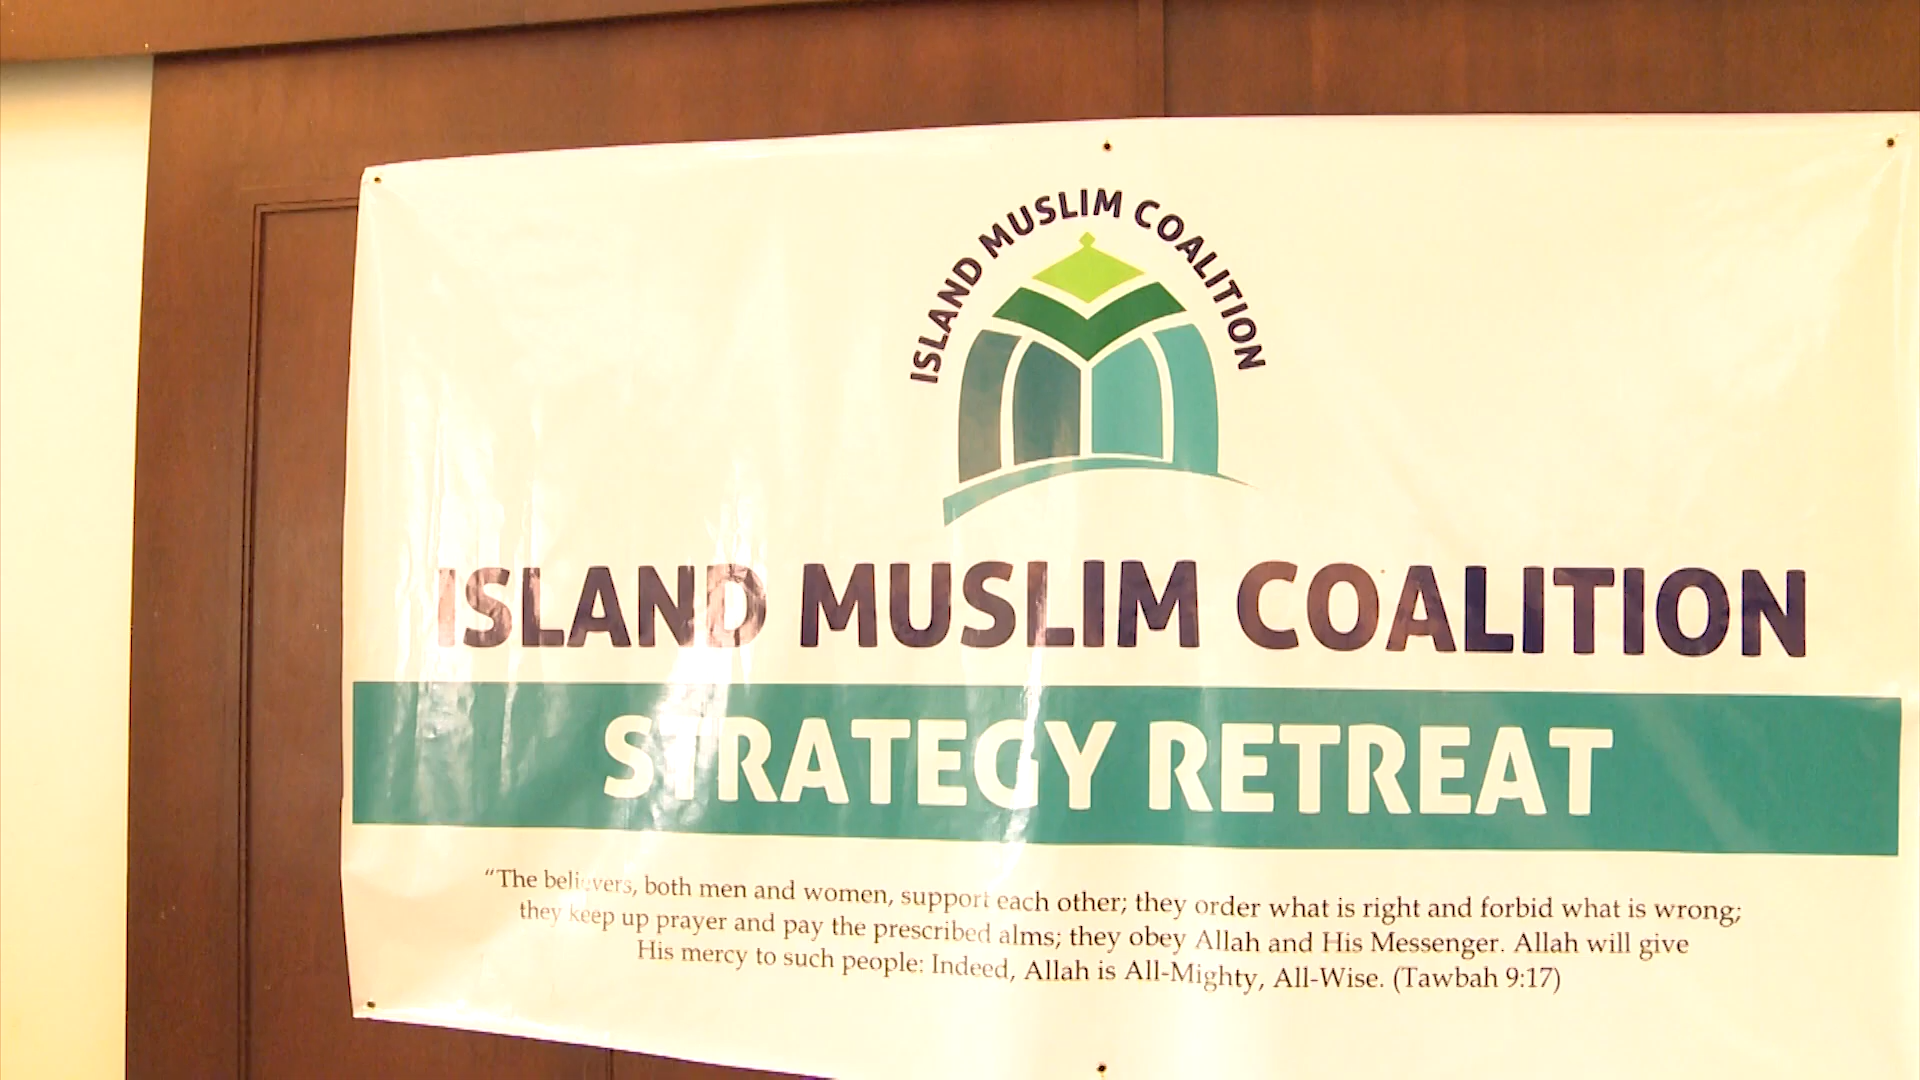 ISLAND MUSLIM COALITION
ISLAND MUSLIM COALITION
STRATEGY RETREAT
“The believers, both men and women, support each other; they order what is right and forbid what is wrong;
they keep up prayer and pay the prescribed alms; they obey Allah and His Messenger. Allah will give
His mercy to such people: Indeed, Allah is All-Mighty, All-Wise. (Tawbah 9:17)